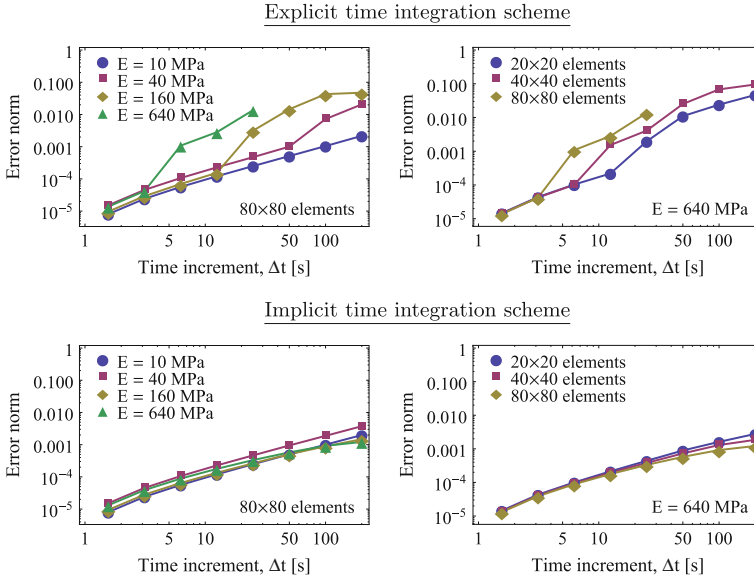 Explicit time integration scheme
Error norm
1
0.100
0.010
0.001
10⁻⁴
10⁻⁵
E = 10 MPa
E = 40 MPa
E = 160 MPa
E = 640 MPa
80×80 elements
1 5 10 50 100
Time increment, Δt [s]
Error norm
1
0.100
0.010
0.001
10⁻⁴
10⁻⁵
20×20 elements
40×40 elements
80×80 elements
E = 640 MPa
1 5 10 50 100
Time increment, Δt [s]
Implicit time integration scheme
Error norm
1
0.100
0.010
0.001
10⁻⁴
10⁻⁵
E = 10 MPa
E = 40 MPa
E = 160 MPa
E = 640 MPa
80×80 elements
1 5 10 50 100
Time increment, Δt [s]
Error norm
1
0.100
0.010
0.001
10⁻⁴
10⁻⁵
20×20 elements
40×40 elements
80×80 elements
E = 640 MPa
1 5 10 50 100
Time increment, Δt [s]